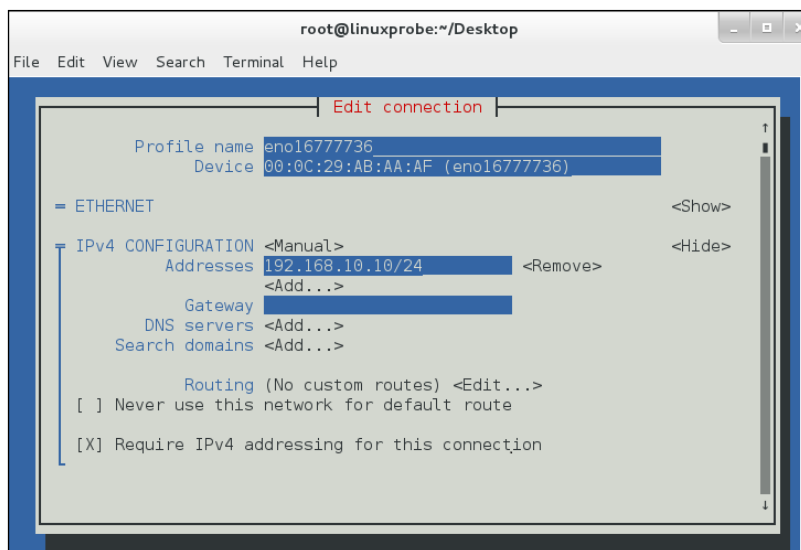 root@linuxprobe:~/Desktop
File Edit View Search Terminal Help
Edit connection
Profile name eno16777736
Device 00:0C:29:AB:AA:AF (eno16777736)
= ETHERNET <Show>
= IPv4 CONFIGURATION <Manual> <Hide>
Addresses 192.168.10.10/24 <Remove>
<Add...>
Gateway
DNS servers <Add...>
Search domains <Add...>
Routing (No custom routes) <Edit...>
[ ] Never use this network for default route
[X] Require IPv4 addressing for this connection